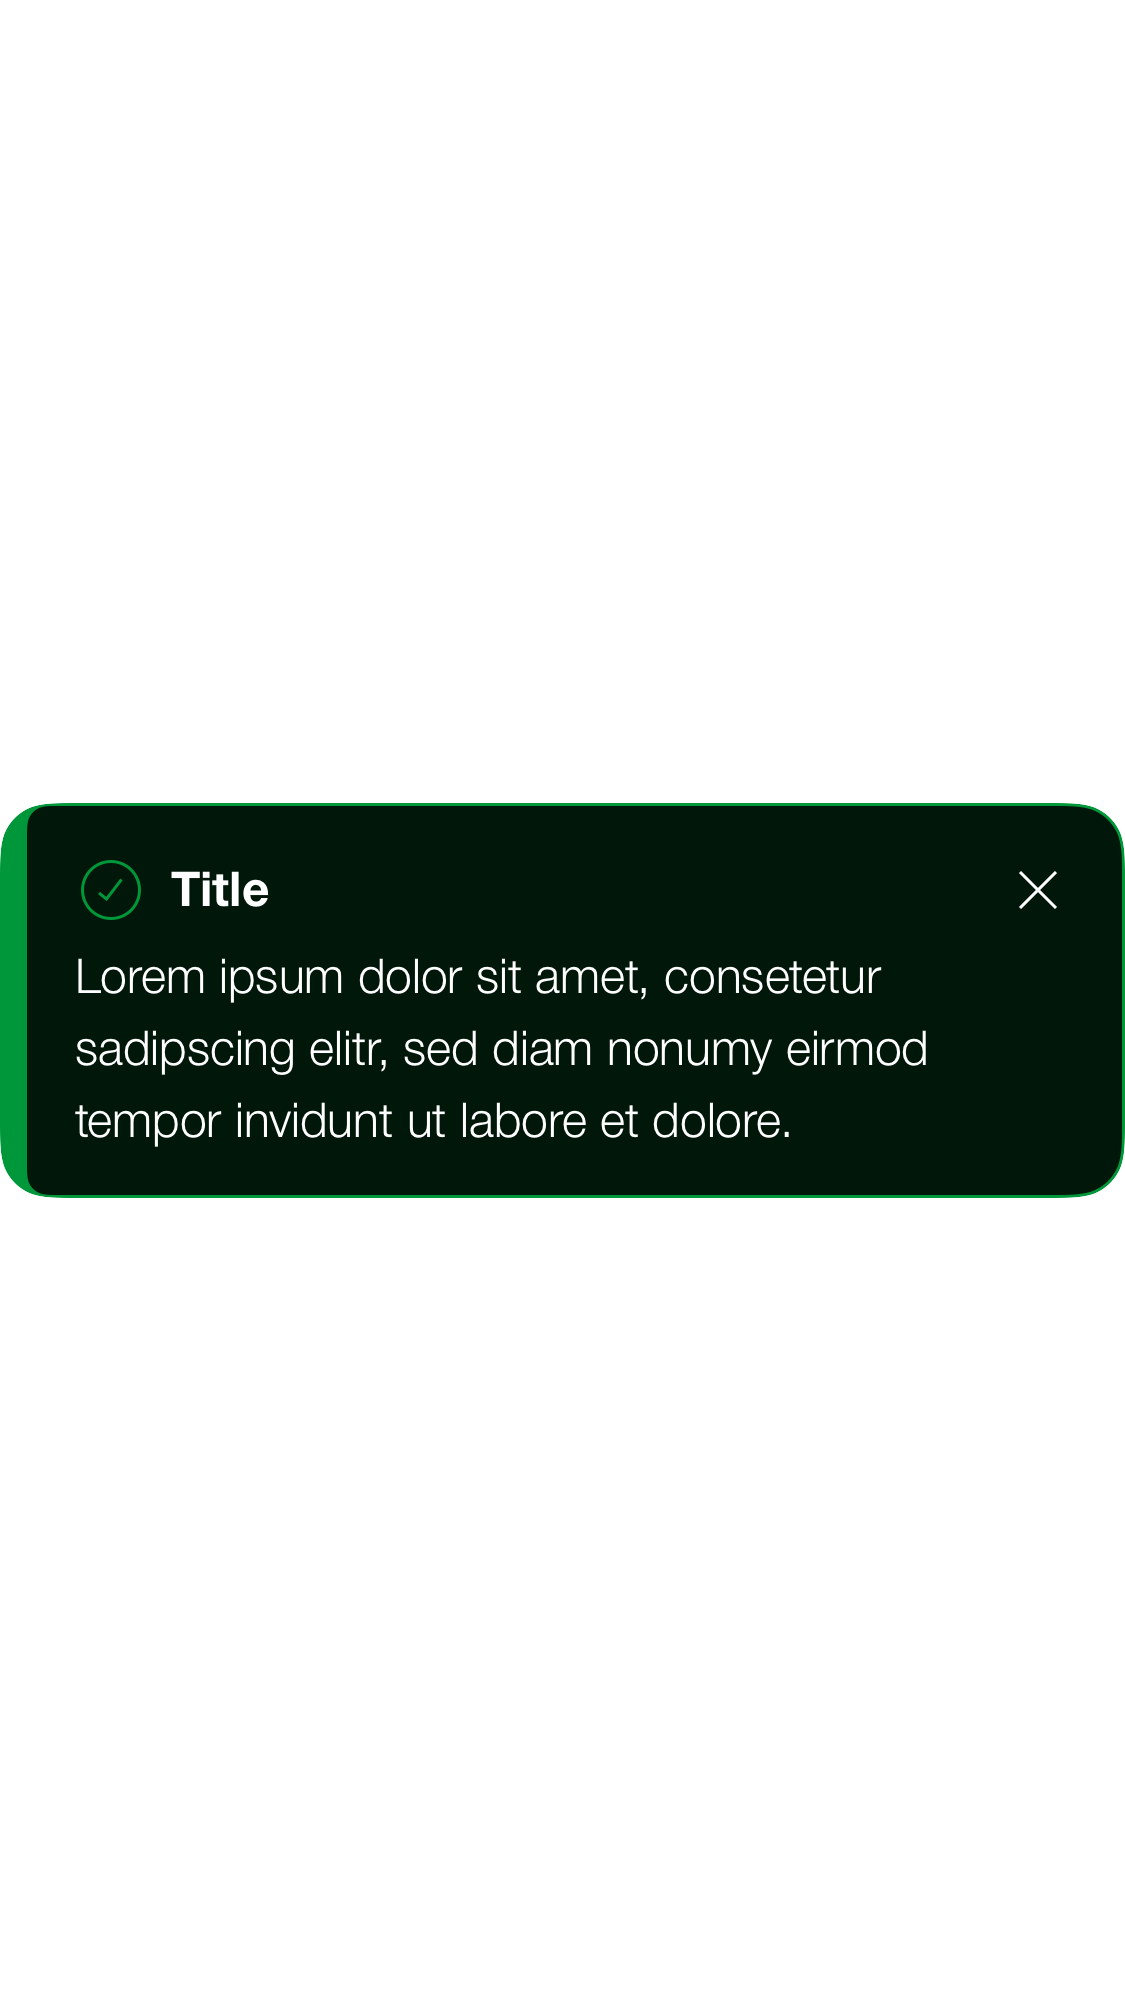 Title
Lorem ipsum dolor sit amet, consetetur
sadipscing elitr, sed diam nonumy eirmod
tempor invidunt ut labore et dolore.